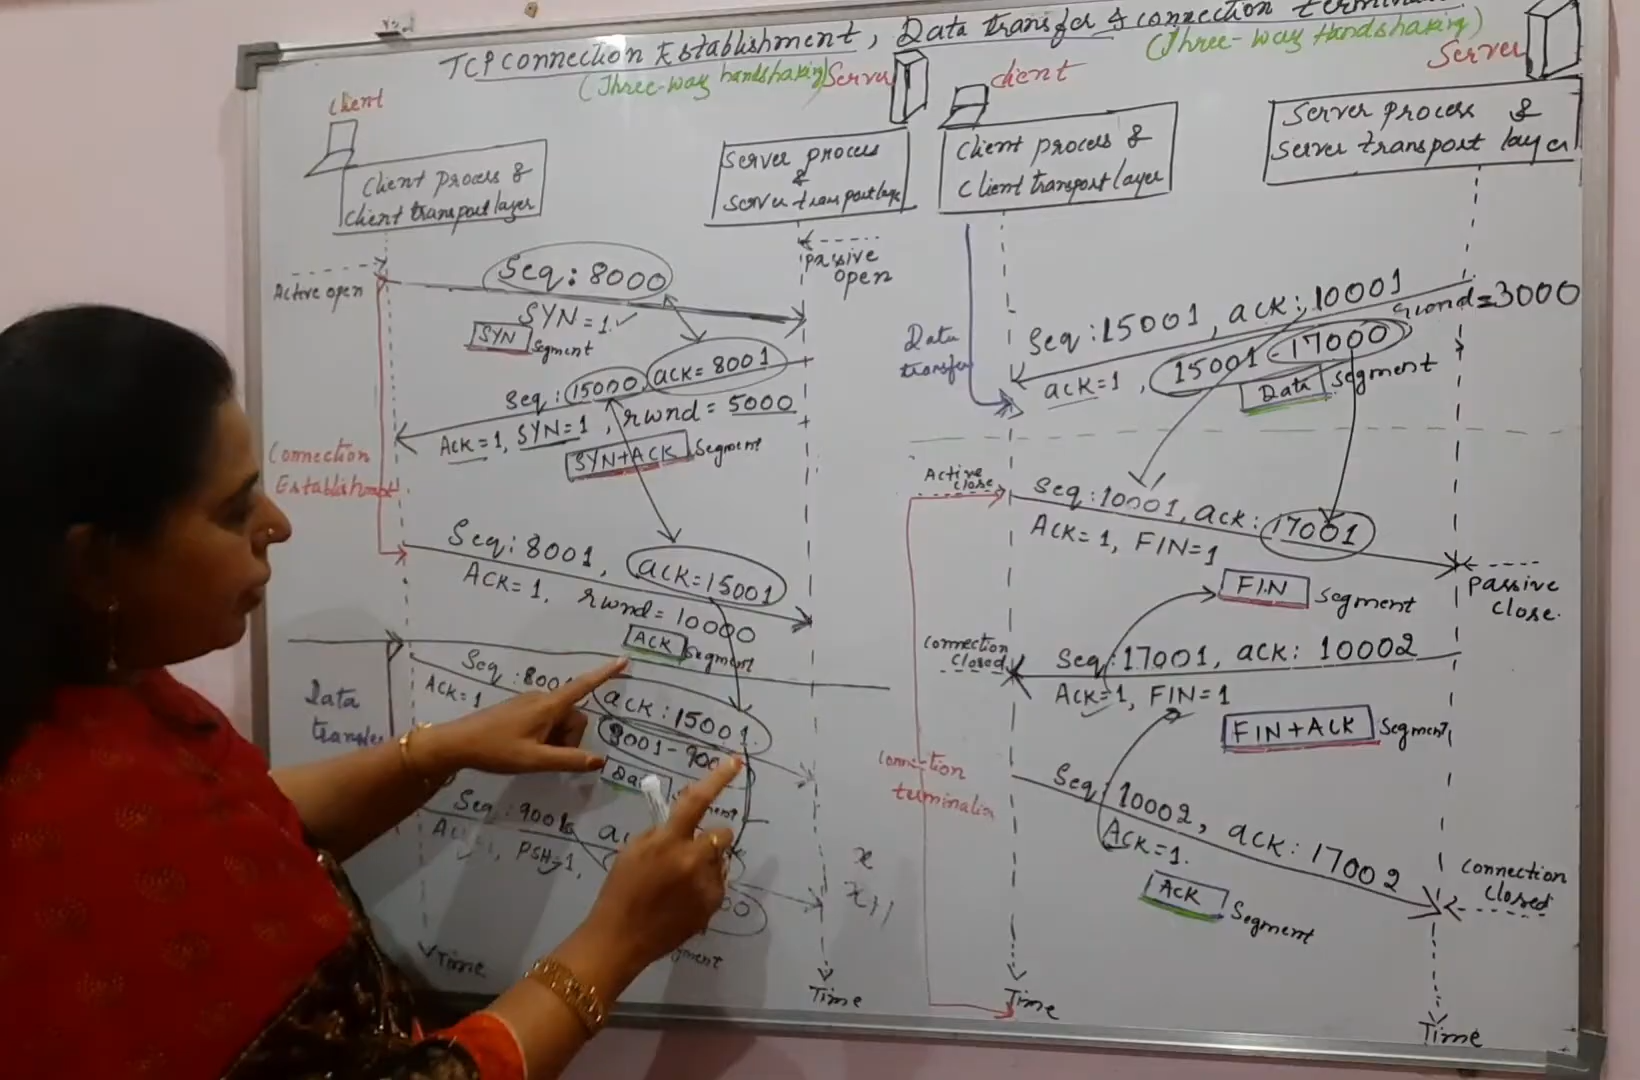 TCP connection Establishment, Data transfer & connection
(Three-way handshaking)
(Three-way Handshaking)
client
Server
client
Server
client process &
client transport layer
Server process
&
Server transport layer
client process &
client transport layer
Server process &
Server transport layer
Active open
passive
open
Seq: 8000
SYN=1
SYN segment
Seq: 15000, ack= 8001
Ack=1, SYN=1, rwnd= 5000
SYN+ACK segment
Connection
Establishment
Seq: 8001, ack=15001
ACK=1, rwnd= 10000
ACK segment
Data
transfer
ack:15001
ACK=1
8001-
PSH=1,
x
x+1
Time
Time
Data
transfer
Seq:15001, ack:10001
rwnd=3000
ack=1, 15001-17000
Data segment
Active
close
Seq:10001, ack:17001
Ack=1, FIN=1
FIN segment
passive
close.
connection
closed
Seq:17001, ack: 10002
Ack=1, FIN=1
FIN+ACK segment
connection
Seq:10002, ack:17002
Ack=1.
ACK segment
connection
closed
Time
Time